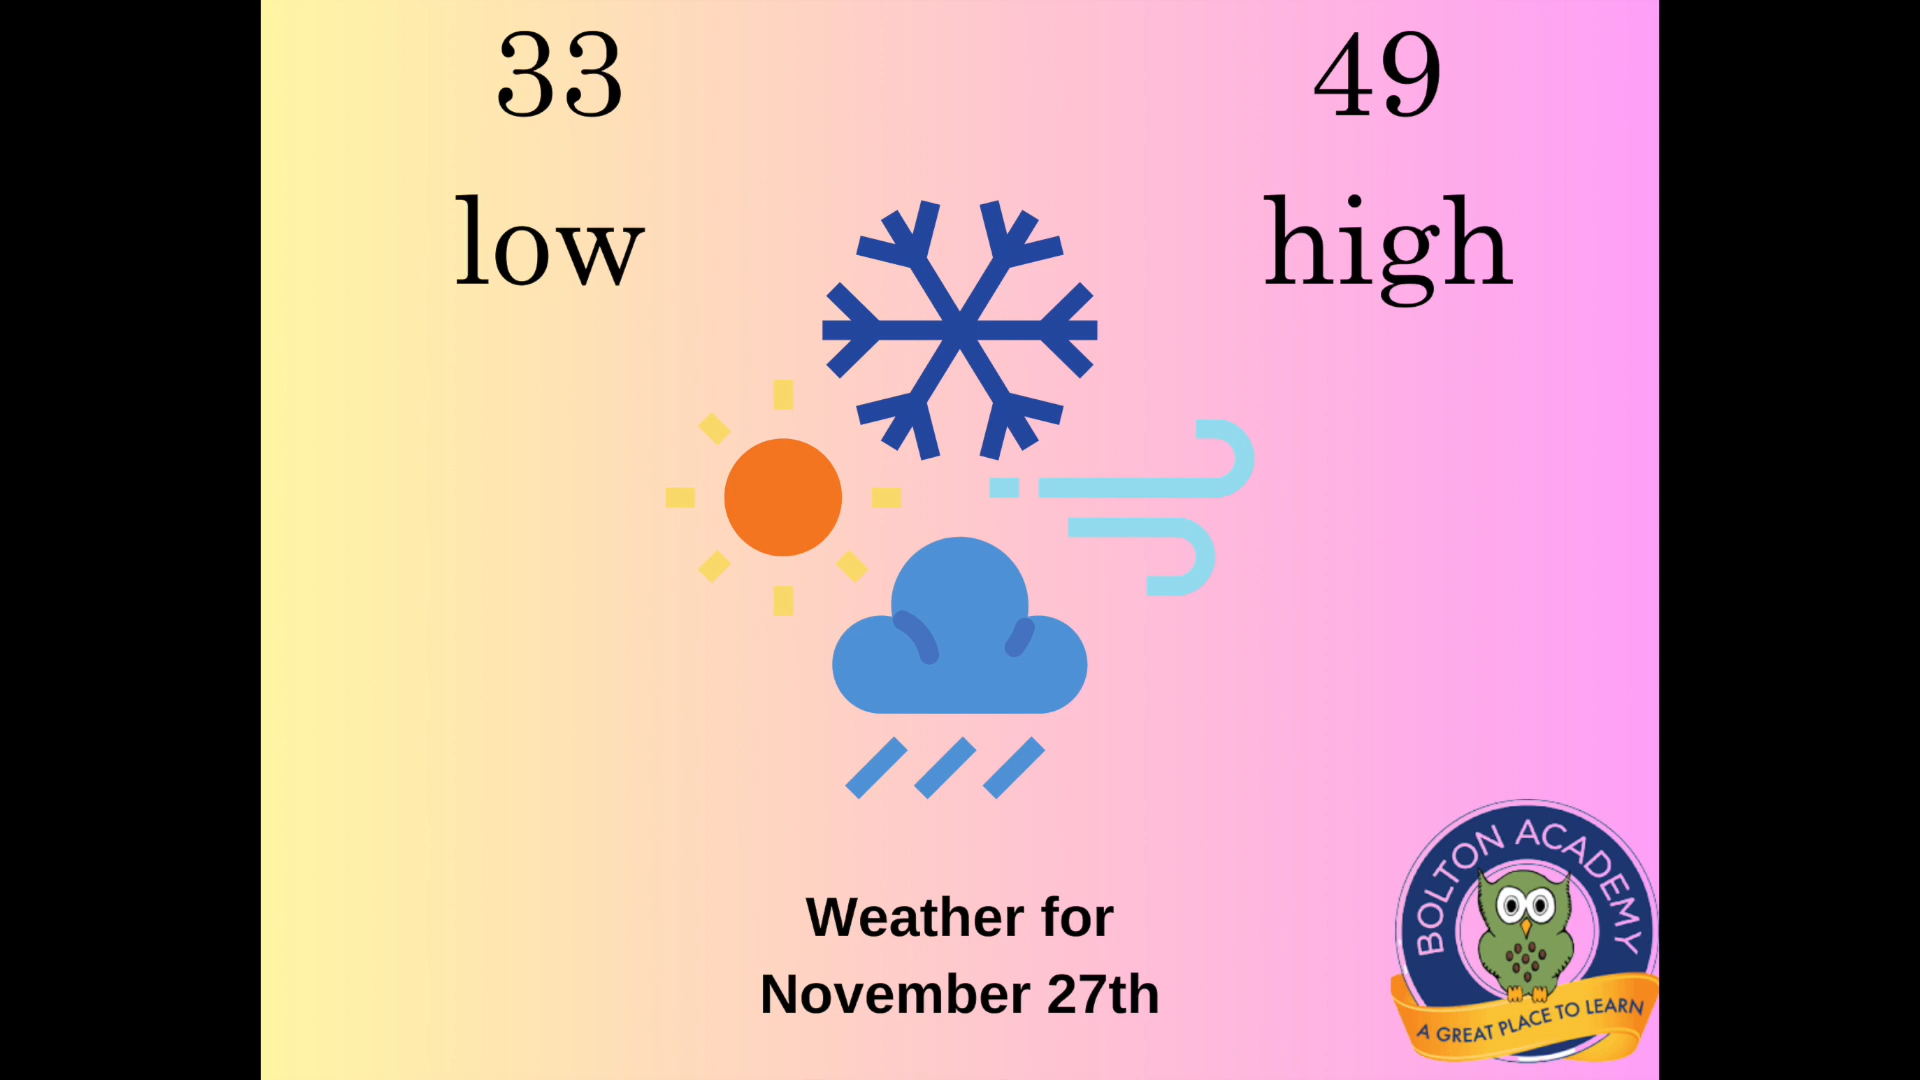 33
49
low
high
Weather for
November 27th
BOLTON ACADEMY
A GREAT PLACE TO LEARN